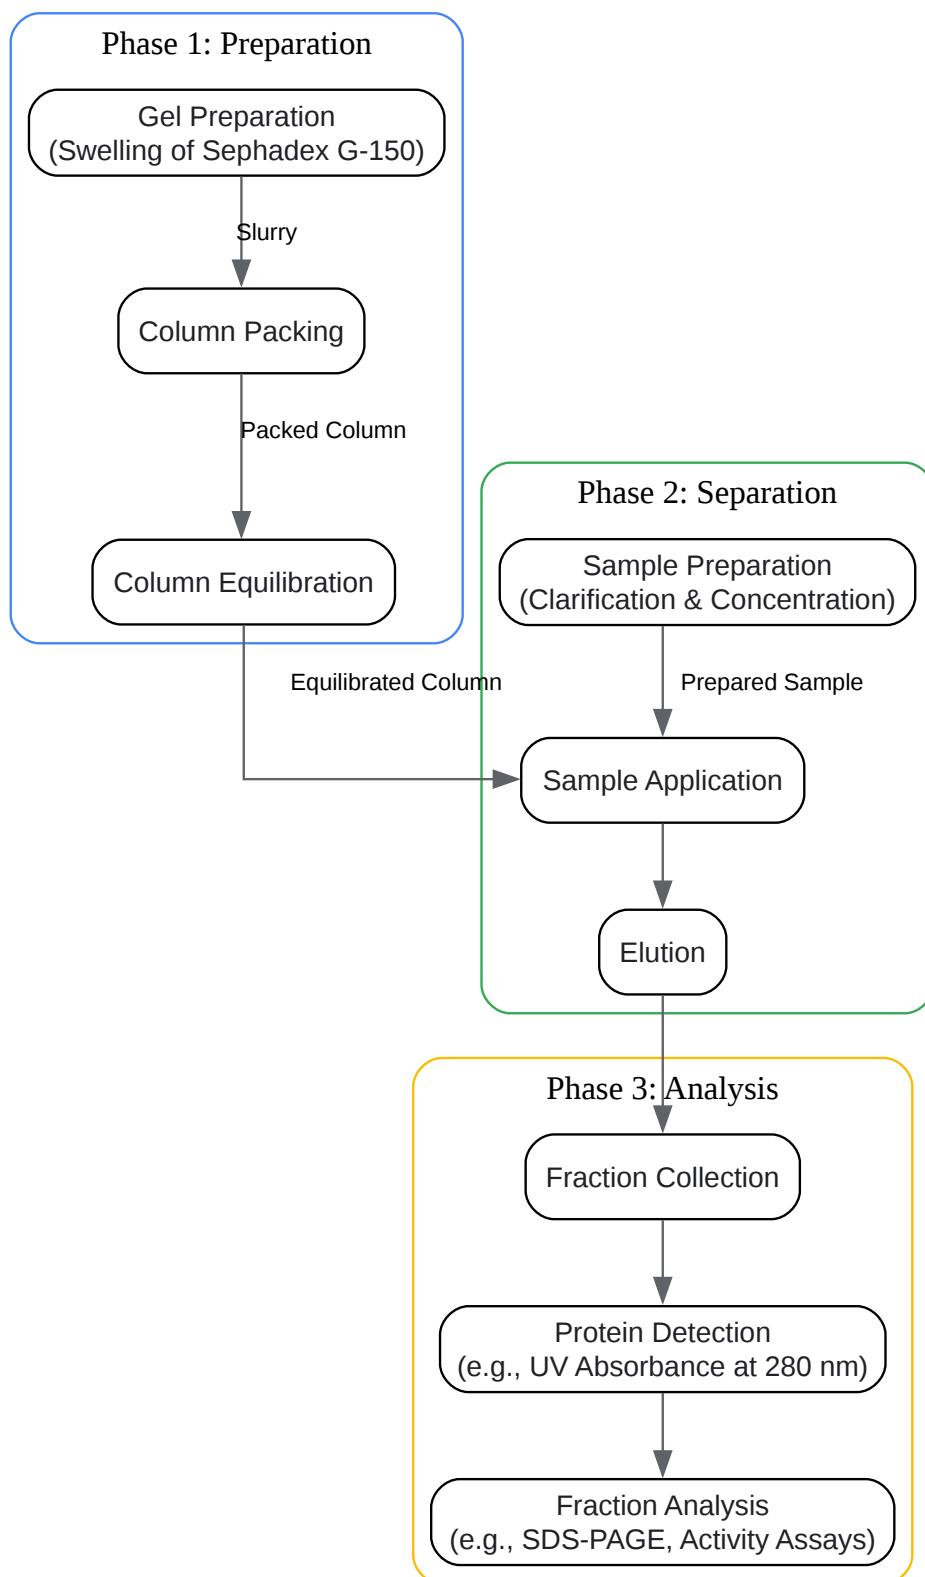 Phase 1: Preparation
Gel Preparation
(Swelling of Sephadex G-150)
Slurry
Column Packing
Packed Column
Column Equilibration
Equilibrated Column
Phase 2: Separation
Sample Preparation
(Clarification & Concentration)
Prepared Sample
Sample Application
Elution
Phase 3: Analysis
Fraction Collection
Protein Detection
(e.g., UV Absorbance at 280 nm)
Fraction Analysis
(e.g., SDS-PAGE, Activity Assays)